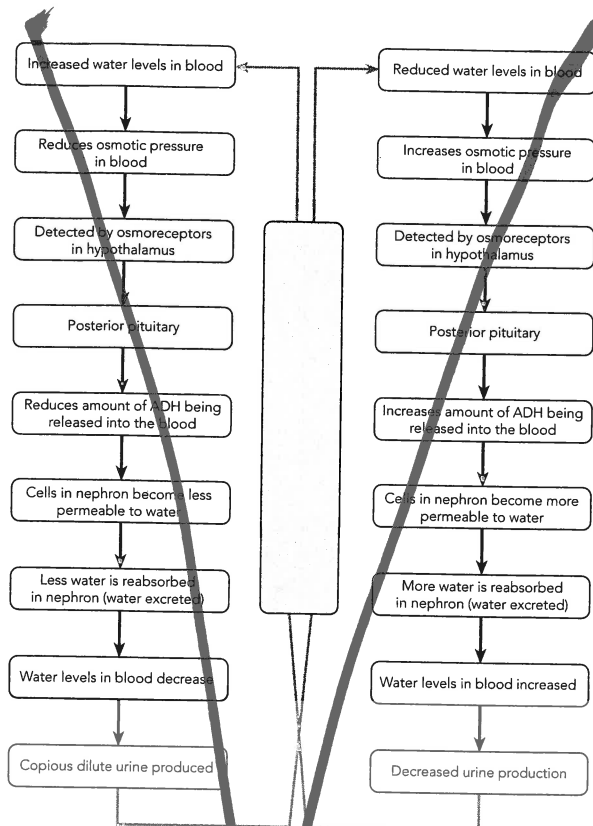 Increased water levels in blood
Reduces osmotic pressure
in blood
Detected by osmoreceptors
in hypothalamus
Posterior pituitary
Reduces amount of ADH being
released into the blood
Cells in nephron become less
permeable to water
Less water is reabsorbed
in nephron (water excreted)
Water levels in blood decrease
Copious dilute urine produced
Reduced water levels in blood
Increases osmotic pressure
in blood
Detected by osmoreceptors
in hypothalamus
Posterior pituitary
Increases amount of ADH being
released into the blood
Cells in nephron become more
permeable to water
More water is reabsorbed
in nephron (water excreted)
Water levels in blood increased
Decreased urine production